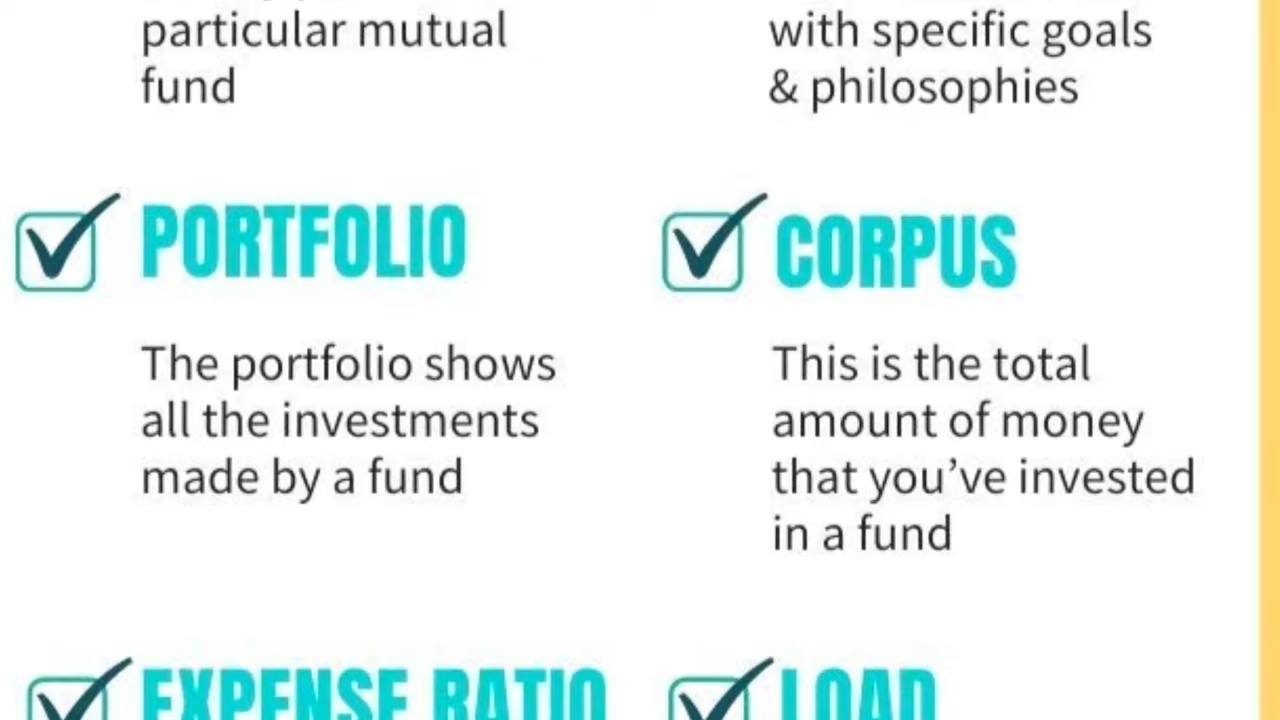 particular mutual
fund
with specific goals
& philosophies
PORTFOLIO
The portfolio shows
all the investments
made by a fund
CORPUS
This is the total
amount of money
that you’ve invested
in a fund
EXPENSE RATIO
LOAD